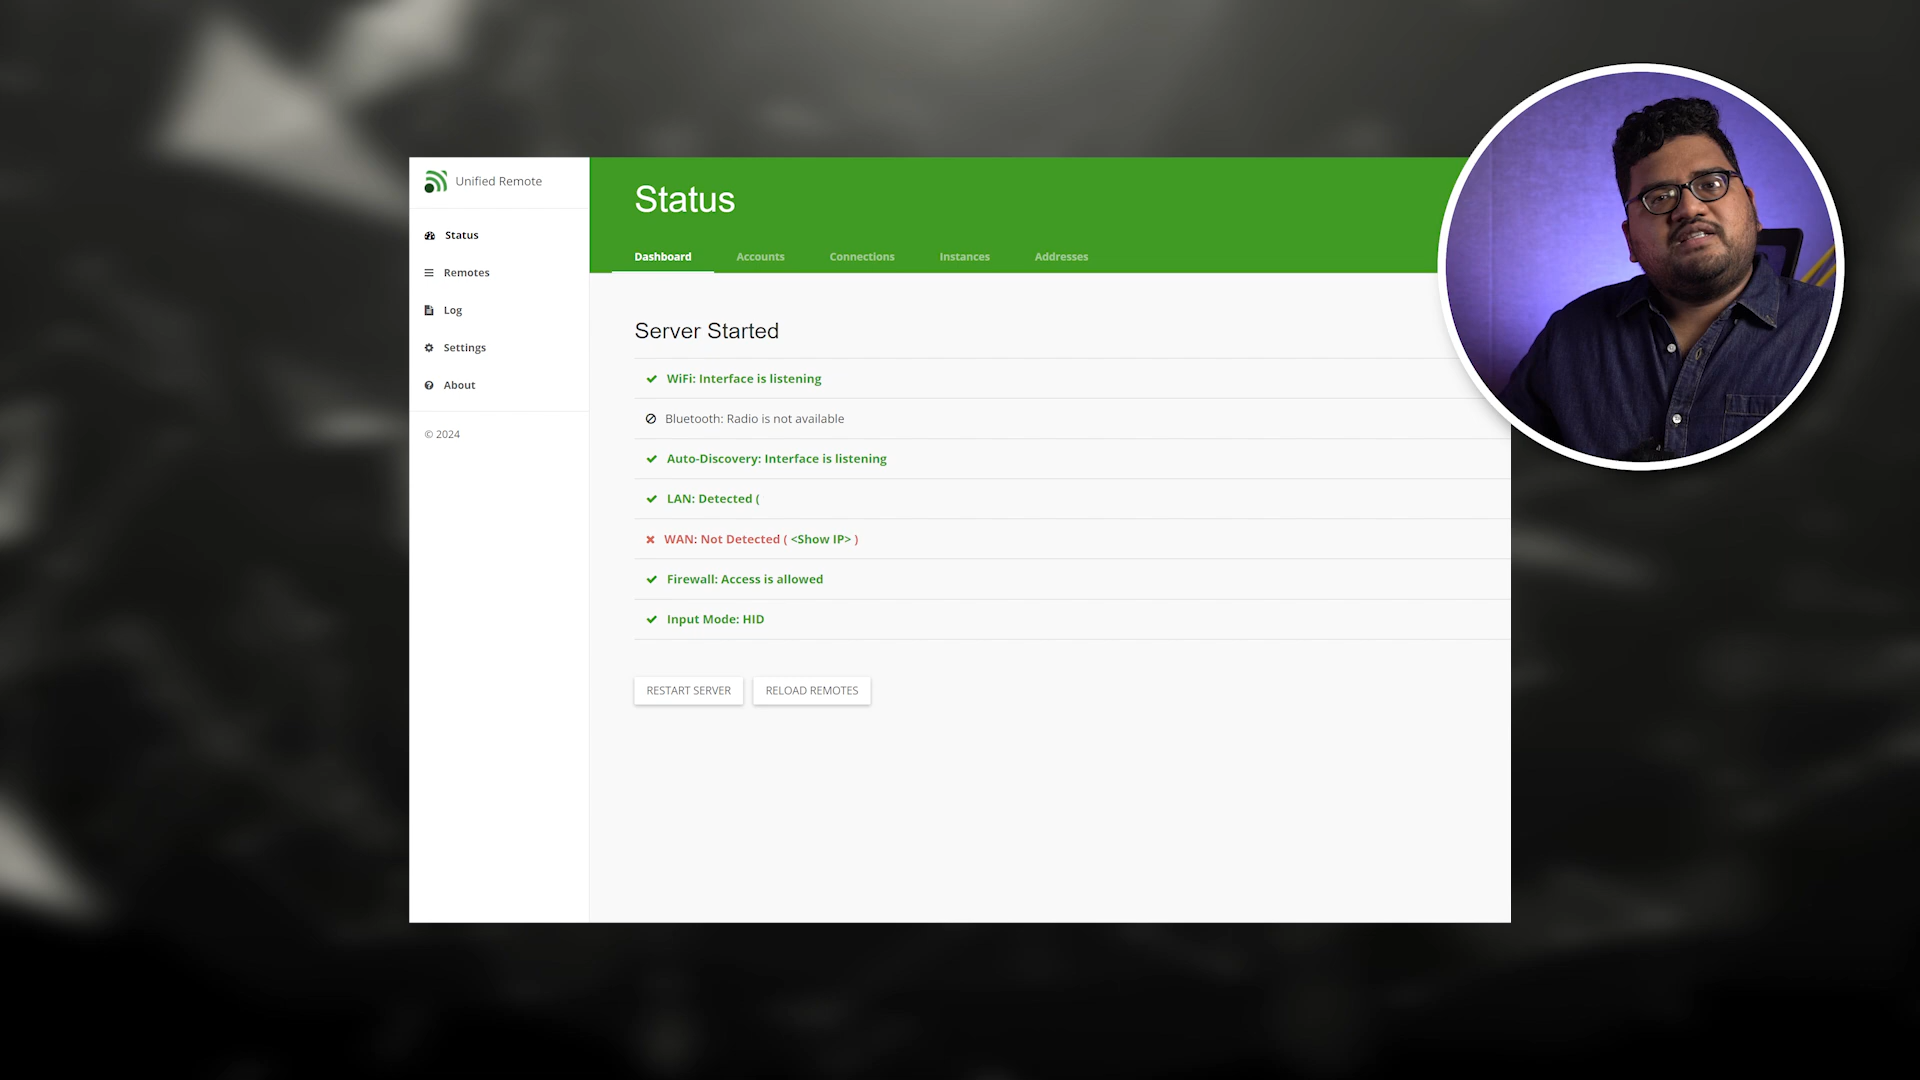 Unified Remote
Status
Remotes
Log
Settings
About
© 2024
Status
Dashboard Accounts Connections Instances Addresses
Server Started
WiFi: Interface is listening
Bluetooth: Radio is not available
Auto-Discovery: Interface is listening
LAN: Detected (
WAN: Not Detected ( <Show IP> )
Firewall: Access is allowed
Input Mode: HID
RESTART SERVER RELOAD REMOTES